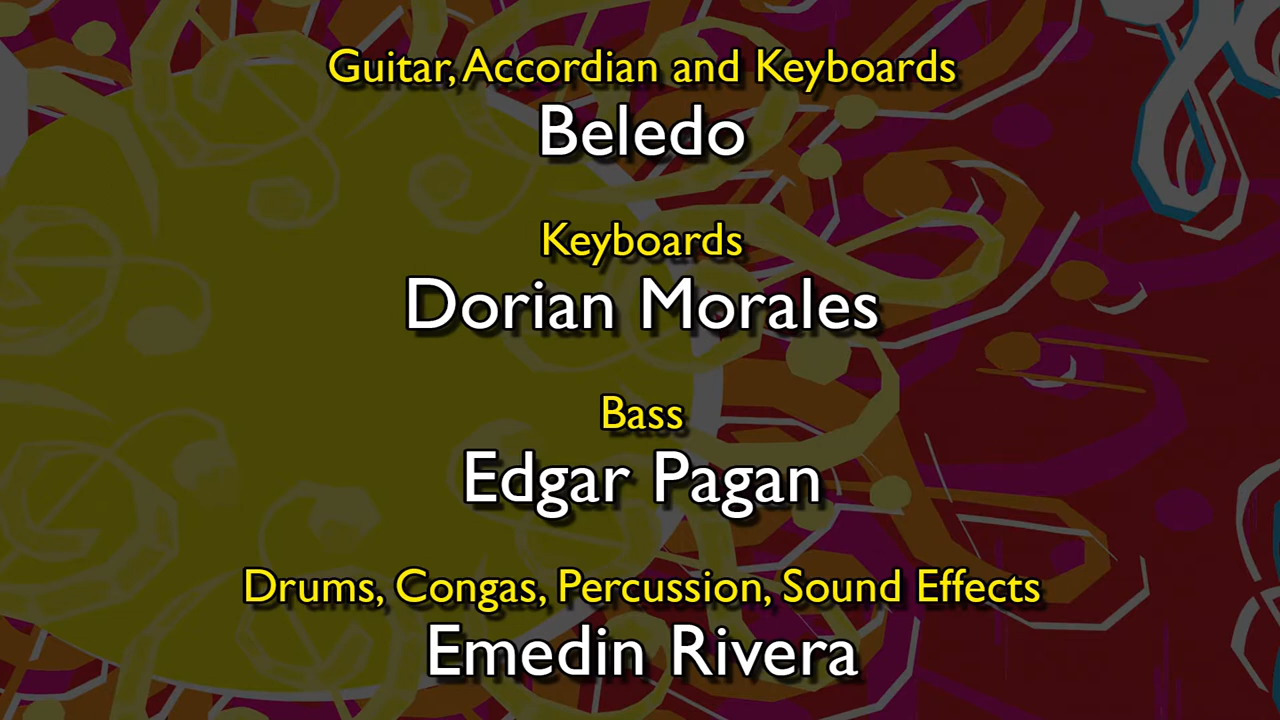 Guitar, Accordian and Keyboards
Beledo
Keyboards
Dorian Morales
Bass
Edgar Pagan
Drums, Congas, Percussion, Sound Effects
Emedin Rivera